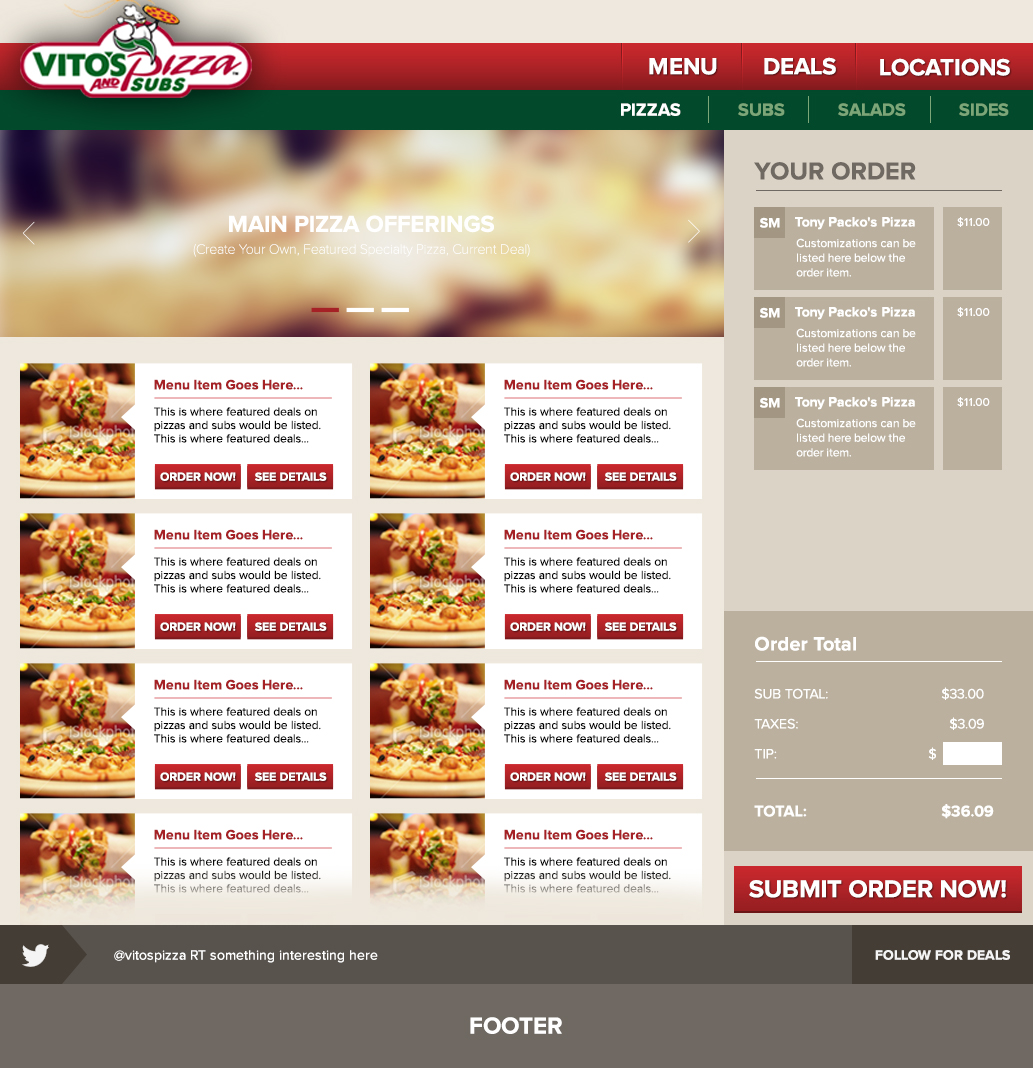 VITO'S Pizza
AND SUBS
MENU
DEALS
LOCATIONS
PIZZAS
SUBS
SALADS
SIDES
MAIN PIZZA OFFERINGS
(Create Your Own, Featured Specialty Pizza, Current Deal)
Menu Item Goes Here...
This is where featured deals on
pizzas and subs would be listed.
This is where featured deals...
ORDER NOW!
SEE DETAILS
iStockpho
Menu Item Goes Here...
This is where featured deals on
pizzas and subs would be listed.
This is where featured deals...
ORDER NOW!
SEE DETAILS
iStockpho
Menu Item Goes Here...
This is where featured deals on
pizzas and subs would be listed.
This is where featured deals...
ORDER NOW!
SEE DETAILS
iStockpho
Menu Item Goes Here...
This is where featured deals on
pizzas and subs would be listed.
This is where featured deals...
ORDER NOW!
SEE DETAILS
iStockpho
Menu Item Goes Here...
This is where featured deals on
pizzas and subs would be listed.
This is where featured deals...
ORDER NOW!
SEE DETAILS
iStockpho
Menu Item Goes Here...
This is where featured deals on
pizzas and subs would be listed.
This is where featured deals...
ORDER NOW!
SEE DETAILS
iStockpho
Menu Item Goes Here...
This is where featured deals on
pizzas and subs would be listed.
This is where featured deals...
iStockpho
Menu Item Goes Here...
This is where featured deals on
pizzas and subs would be listed.
This is where featured deals...
iStockpho
YOUR ORDER
SM
Tony Packo's Pizza
$11.00
Customizations can be
listed here below the
order item.
SM
Tony Packo's Pizza
$11.00
Customizations can be
listed here below the
order item.
SM
Tony Packo's Pizza
$11.00
Customizations can be
listed here below the
order item.
Order Total
SUB TOTAL: $33.00
TAXES: $3.09
TIP: $
TOTAL: $36.09
SUBMIT ORDER NOW!
@vitospizza RT something interesting here
FOLLOW FOR DEALS
FOOTER